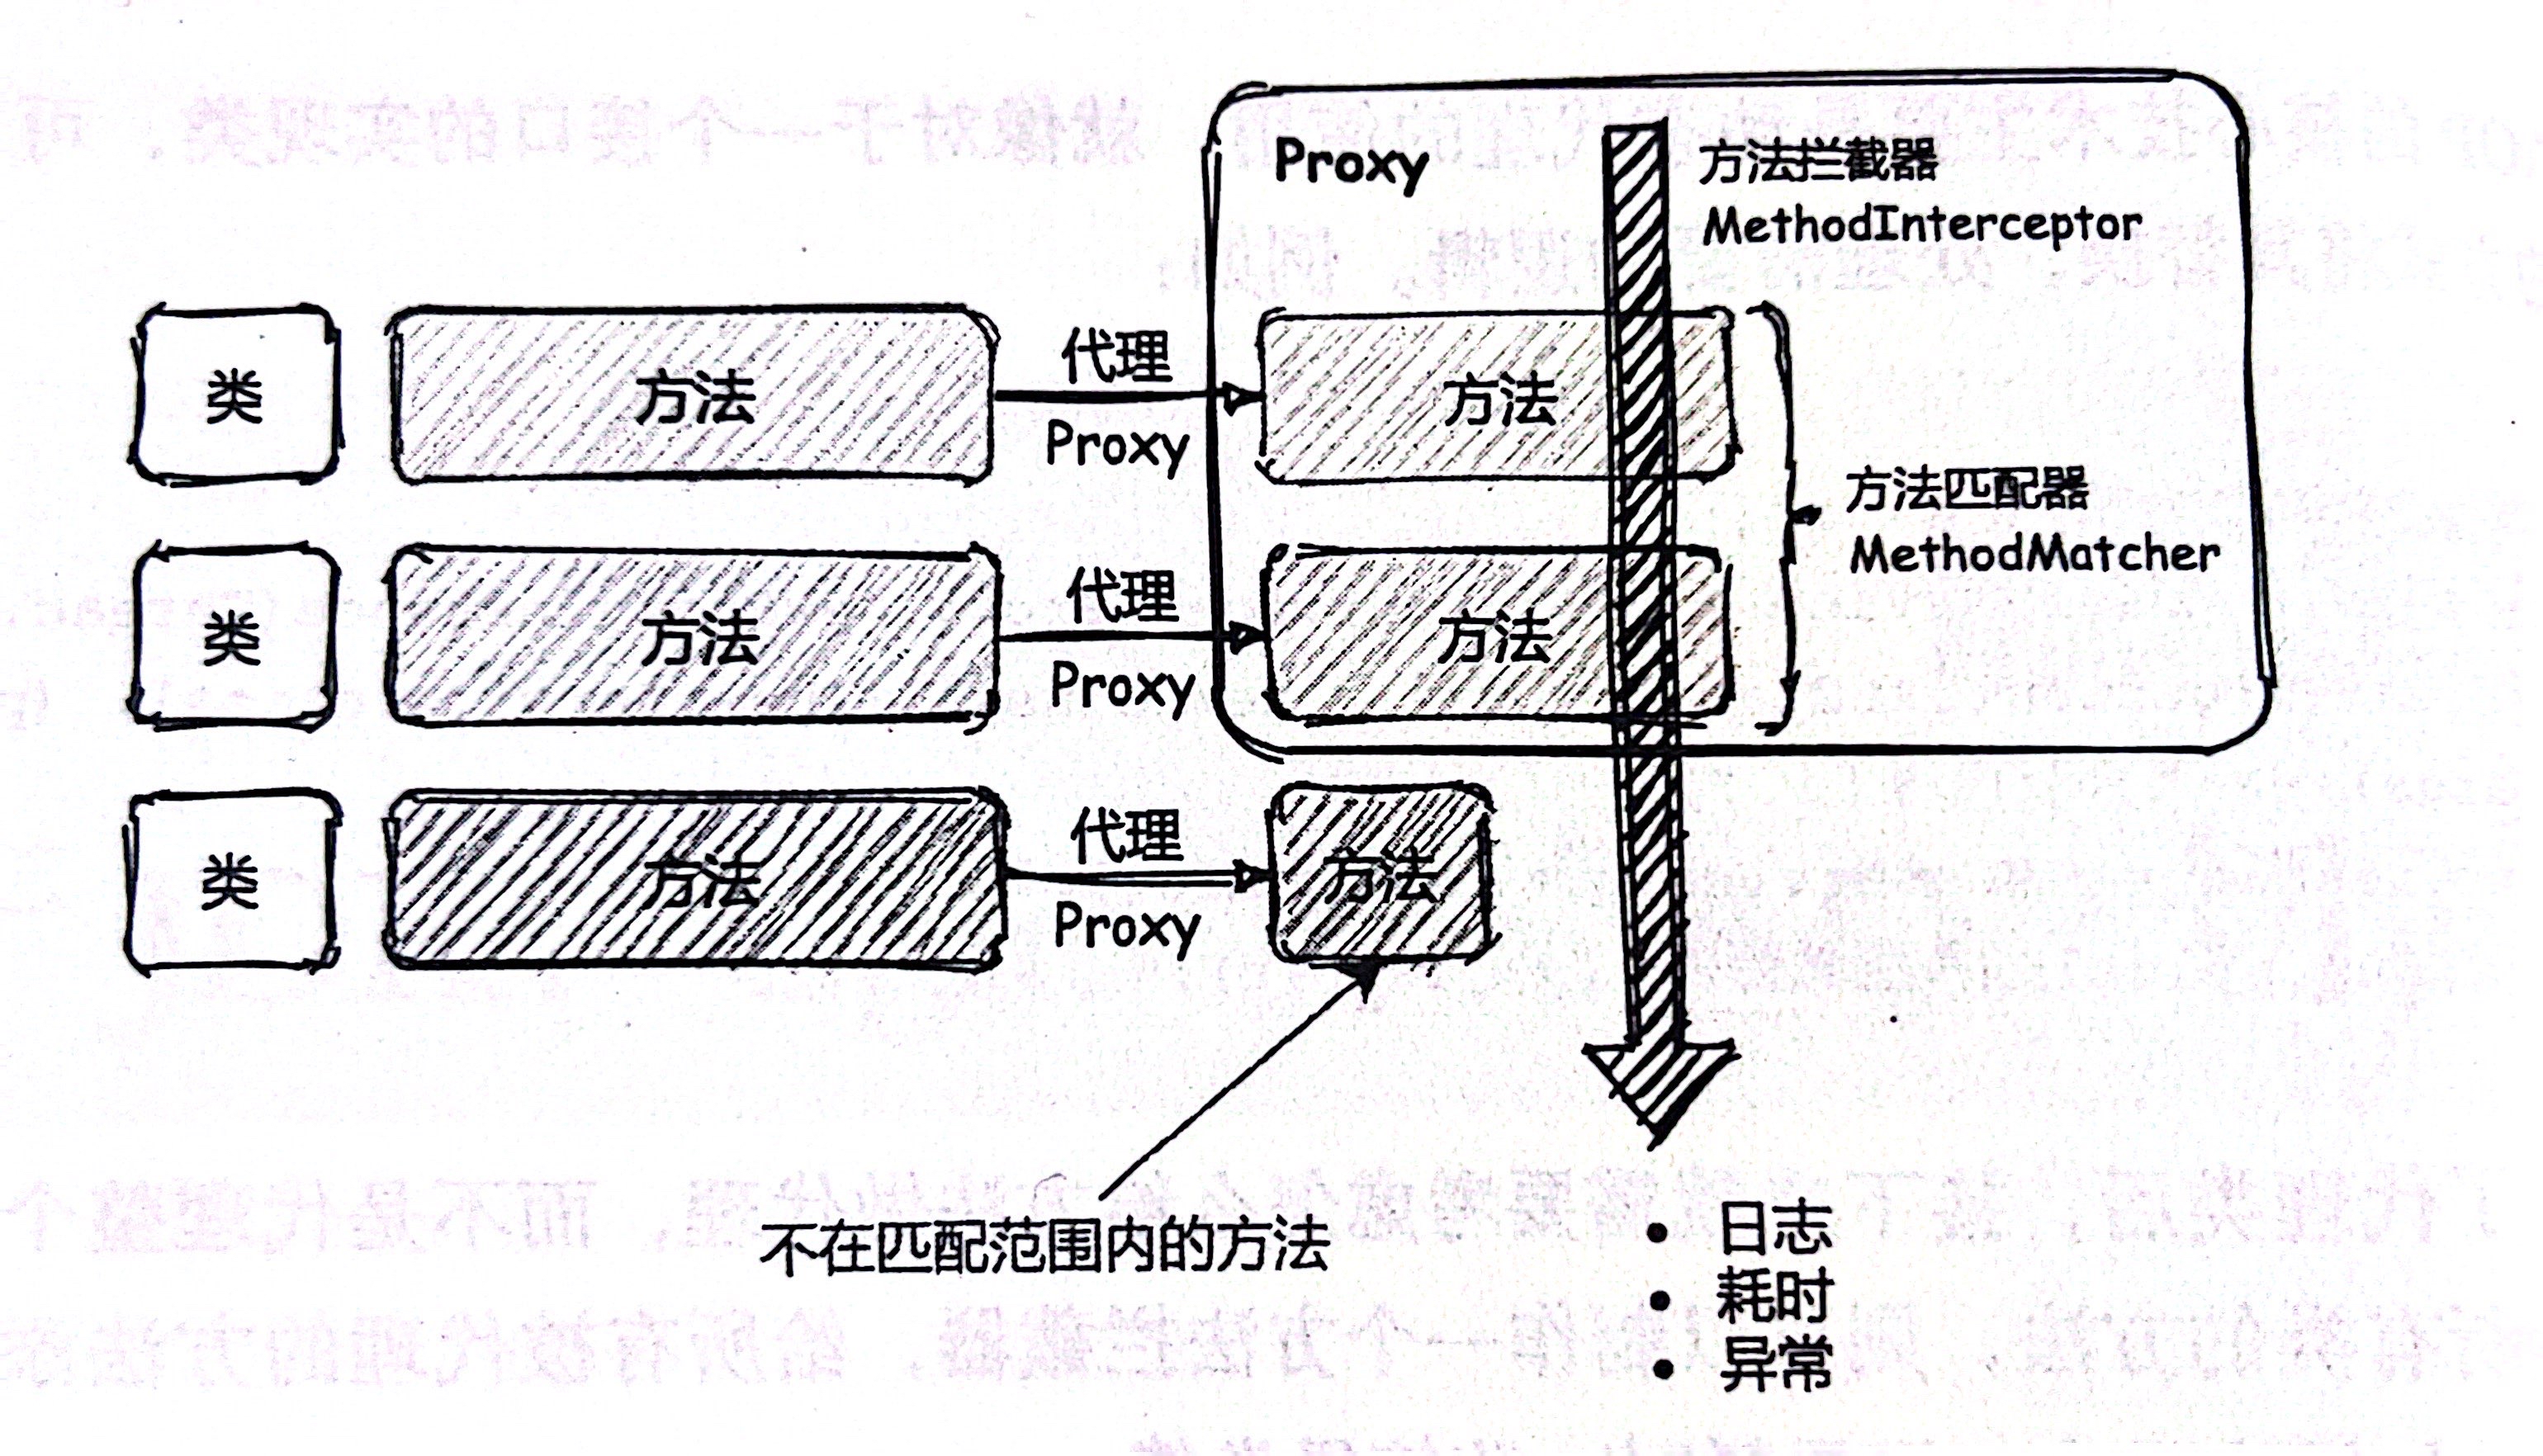 Proxy
方法拦截器
MethodInterceptor
类
方法
代理
Proxy
方法
方法匹配器
MethodMatcher
类
方法
代理
Proxy
方法
类
方法
代理
Proxy
方法
不在匹配范围内的方法
• 日志
• 耗时
• 异常